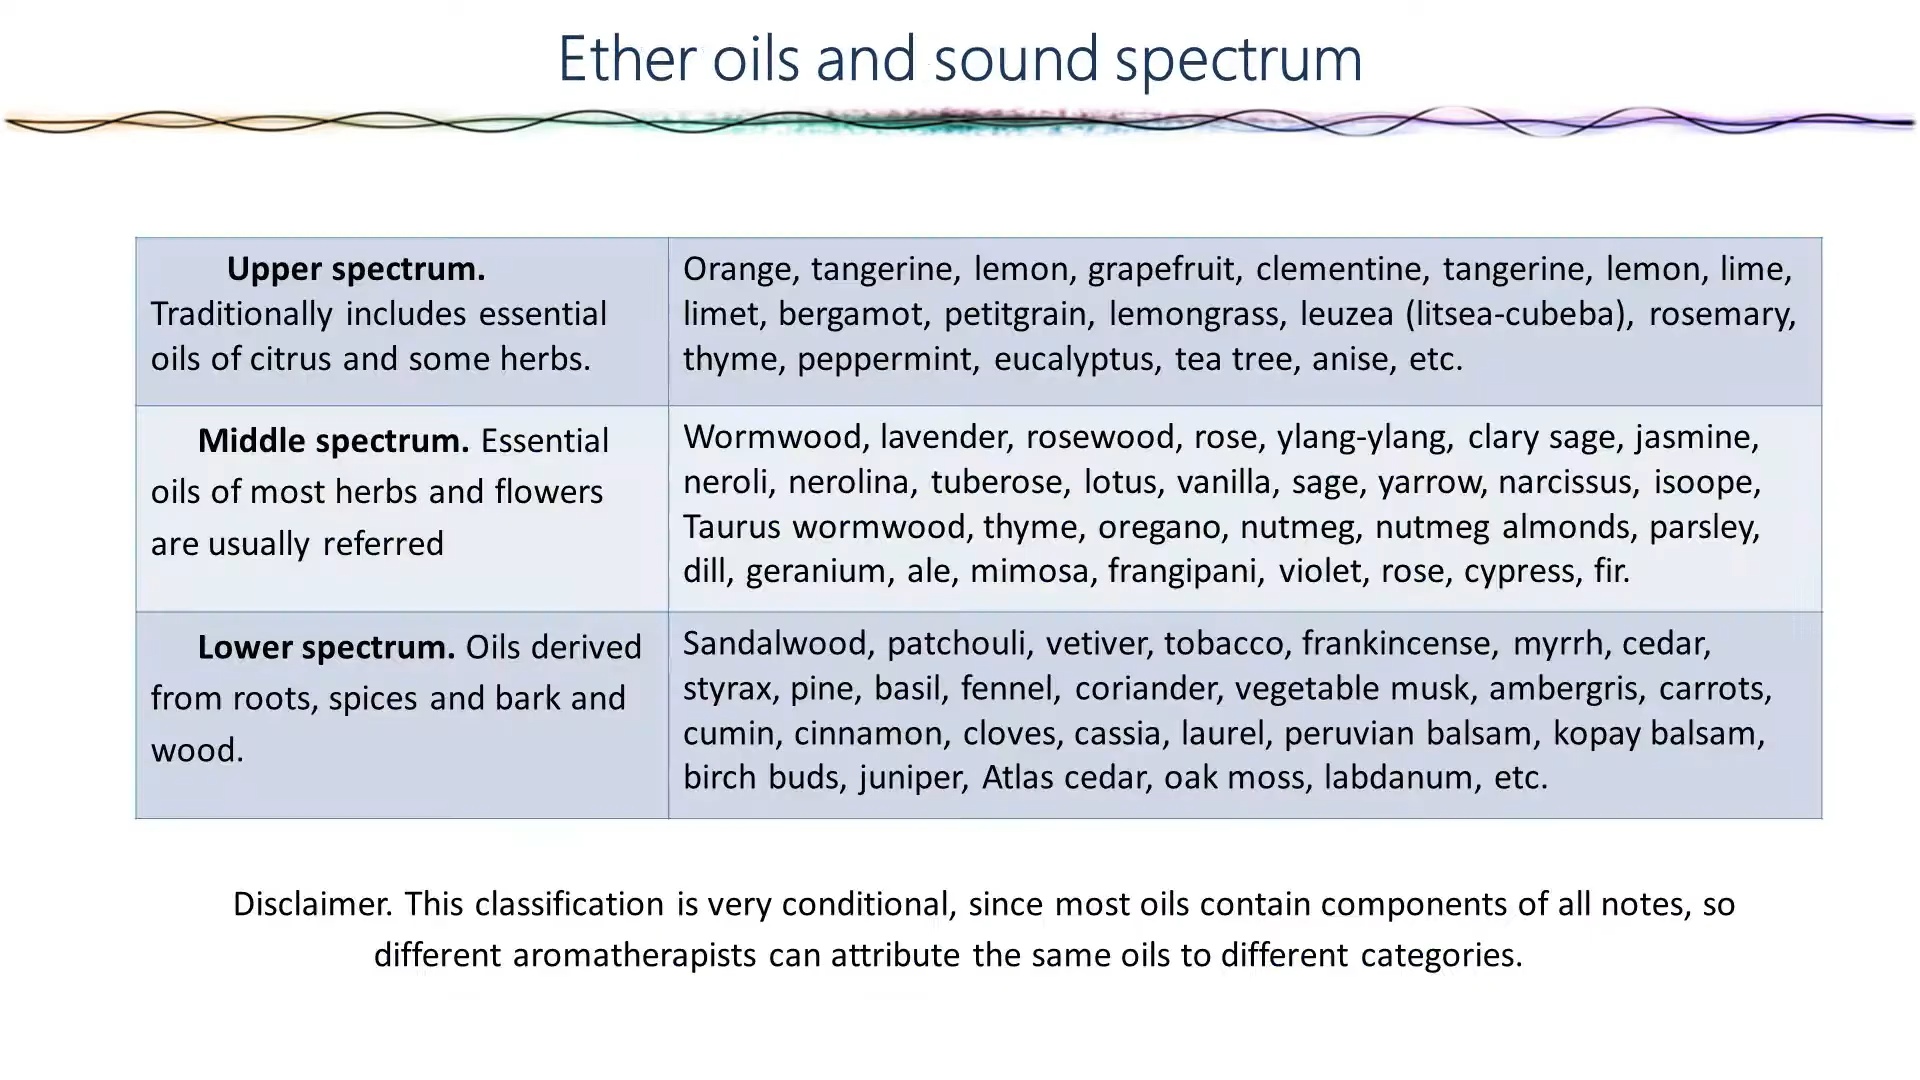 Ether oils and sound spectrum
Upper spectrum.
Traditionally includes essential
oils of citrus and some herbs.
Orange, tangerine, lemon, grapefruit, clementine, tangerine, lemon, lime,
limet, bergamot, petitgrain, lemongrass, leuzea (litsea-cubeba), rosemary,
thyme, peppermint, eucalyptus, tea tree, anise, etc.
Middle spectrum. Essential
oils of most herbs and flowers
are usually referred
Wormwood, lavender, rosewood, rose, ylang-ylang, clary sage, jasmine,
neroli, nerolina, tuberose, lotus, vanilla, sage, yarrow, narcissus, isoope,
Taurus wormwood, thyme, oregano, nutmeg, nutmeg almonds, parsley,
dill, geranium, ale, mimosa, frangipani, violet, rose, cypress, fir.
Lower spectrum. Oils derived
from roots, spices and bark and
wood.
Sandalwood, patchouli, vetiver, tobacco, frankincense, myrrh, cedar,
styrax, pine, basil, fennel, coriander, vegetable musk, ambergris, carrots,
cumin, cinnamon, cloves, cassia, laurel, peruvian balsam, kopay balsam,
birch buds, juniper, Atlas cedar, oak moss, labdanum, etc.
Disclaimer. This classification is very conditional, since most oils contain components of all notes, so
different aromatherapists can attribute the same oils to different categories.